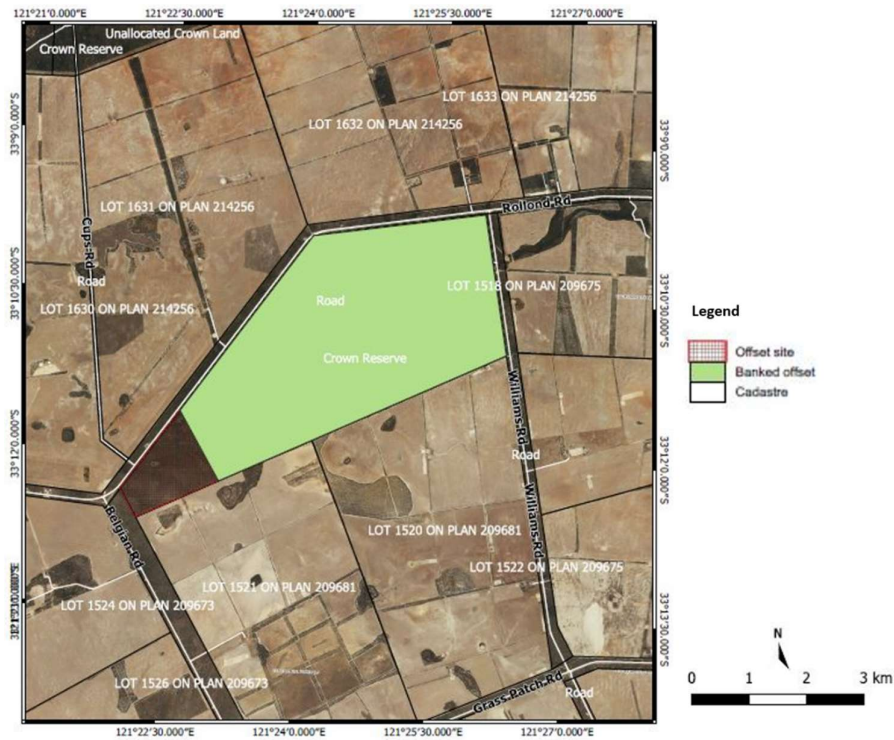 121°21'0.000"E 121°22'30.000"E 121°24'0.000"E 121°25'30.000"E 121°27'0.000"E
Unallocated Crown Land
Crown Reserve
LOT 1633 ON PLAN 214256
LOT 1632 ON PLAN 214256
33°9'0.000"S
33°9'0.000"S
LOT 1631 ON PLAN 214256
Rollond Rd
Cups Rd
Road
33°10'30.000"S
LOT 1630 ON PLAN 214256
Road
LOT 1518 ON PLAN 209675
33°10'30.000"S
Crown Reserve
Williams Rd
33°12'0.000"S
Road
33°12'0.000"S
Belgian Rd
LOT 1520 ON PLAN 209681
Williams Rd
LOT 1522 ON PLAN 209675
LOT 1521 ON PLAN 209681
LOT 1524 ON PLAN 209673
33°13'30.000"S
LOT 1526 ON PLAN 209673
Grass Patch Rd
Road
121°22'30.000"E 121°24'0.000"E 121°25'30.000"E 121°27'0.000"E
Legend
Offset site
Banked offset
Cadastre
N
0 1 2 3 km